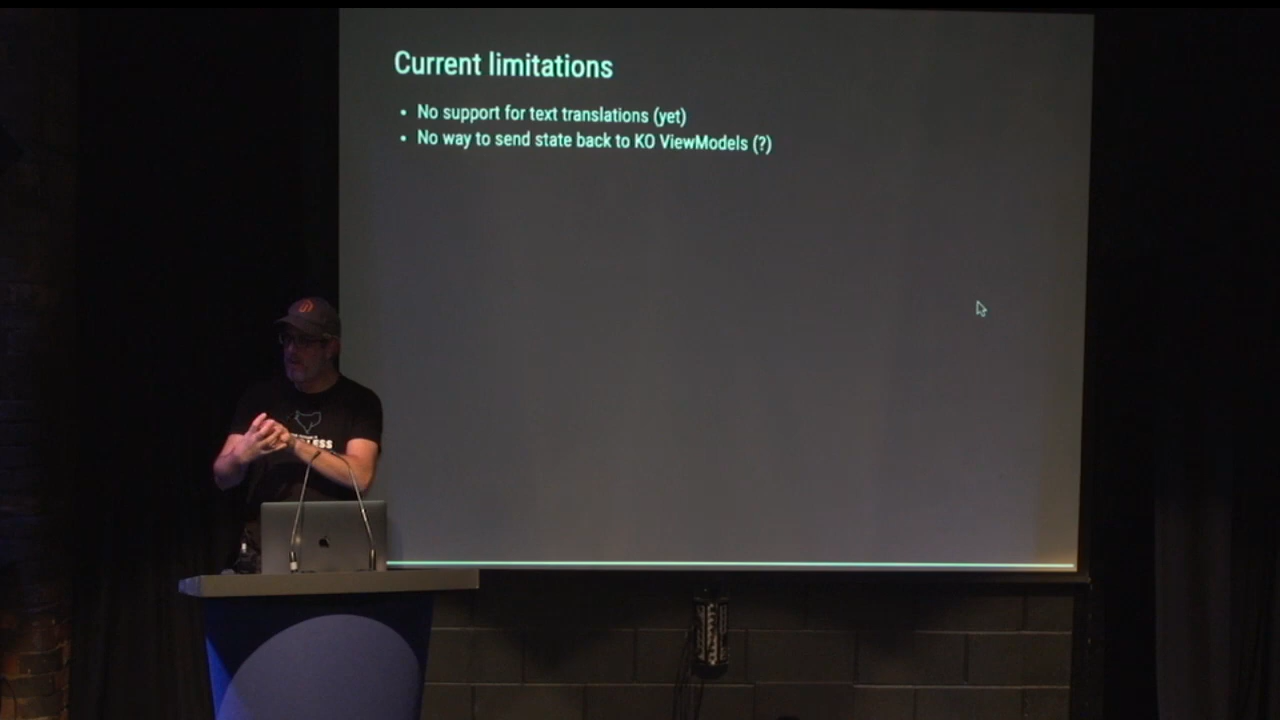 Current limitations
• No support for text translations (yet)
• No way to send state back to KO ViewModels (?)